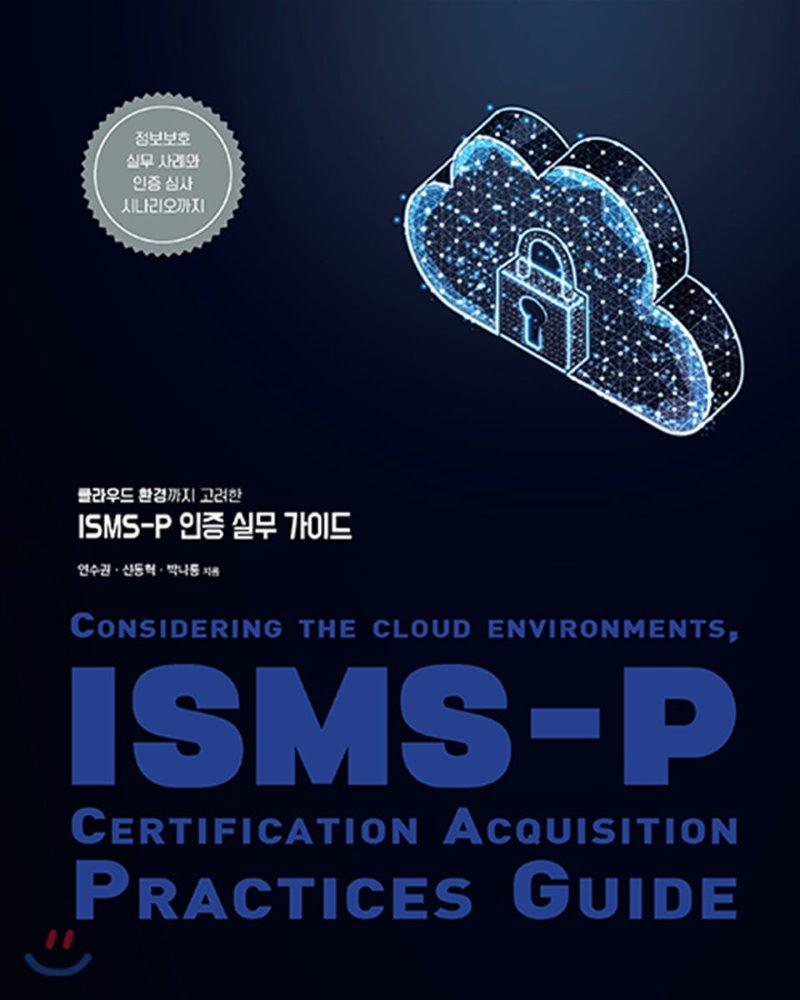 정보보호
실무 사례와
인증 심사
시나리오까지
클라우드 환경까지 고려한
ISMS-P 인증 실무 가이드
연수권 · 신동혁 · 박나룡 지음
CONSIDERING THE CLOUD ENVIRONMENTS,
ISMS-P
CERTIFICATION ACQUISITION
PRACTICES GUIDE